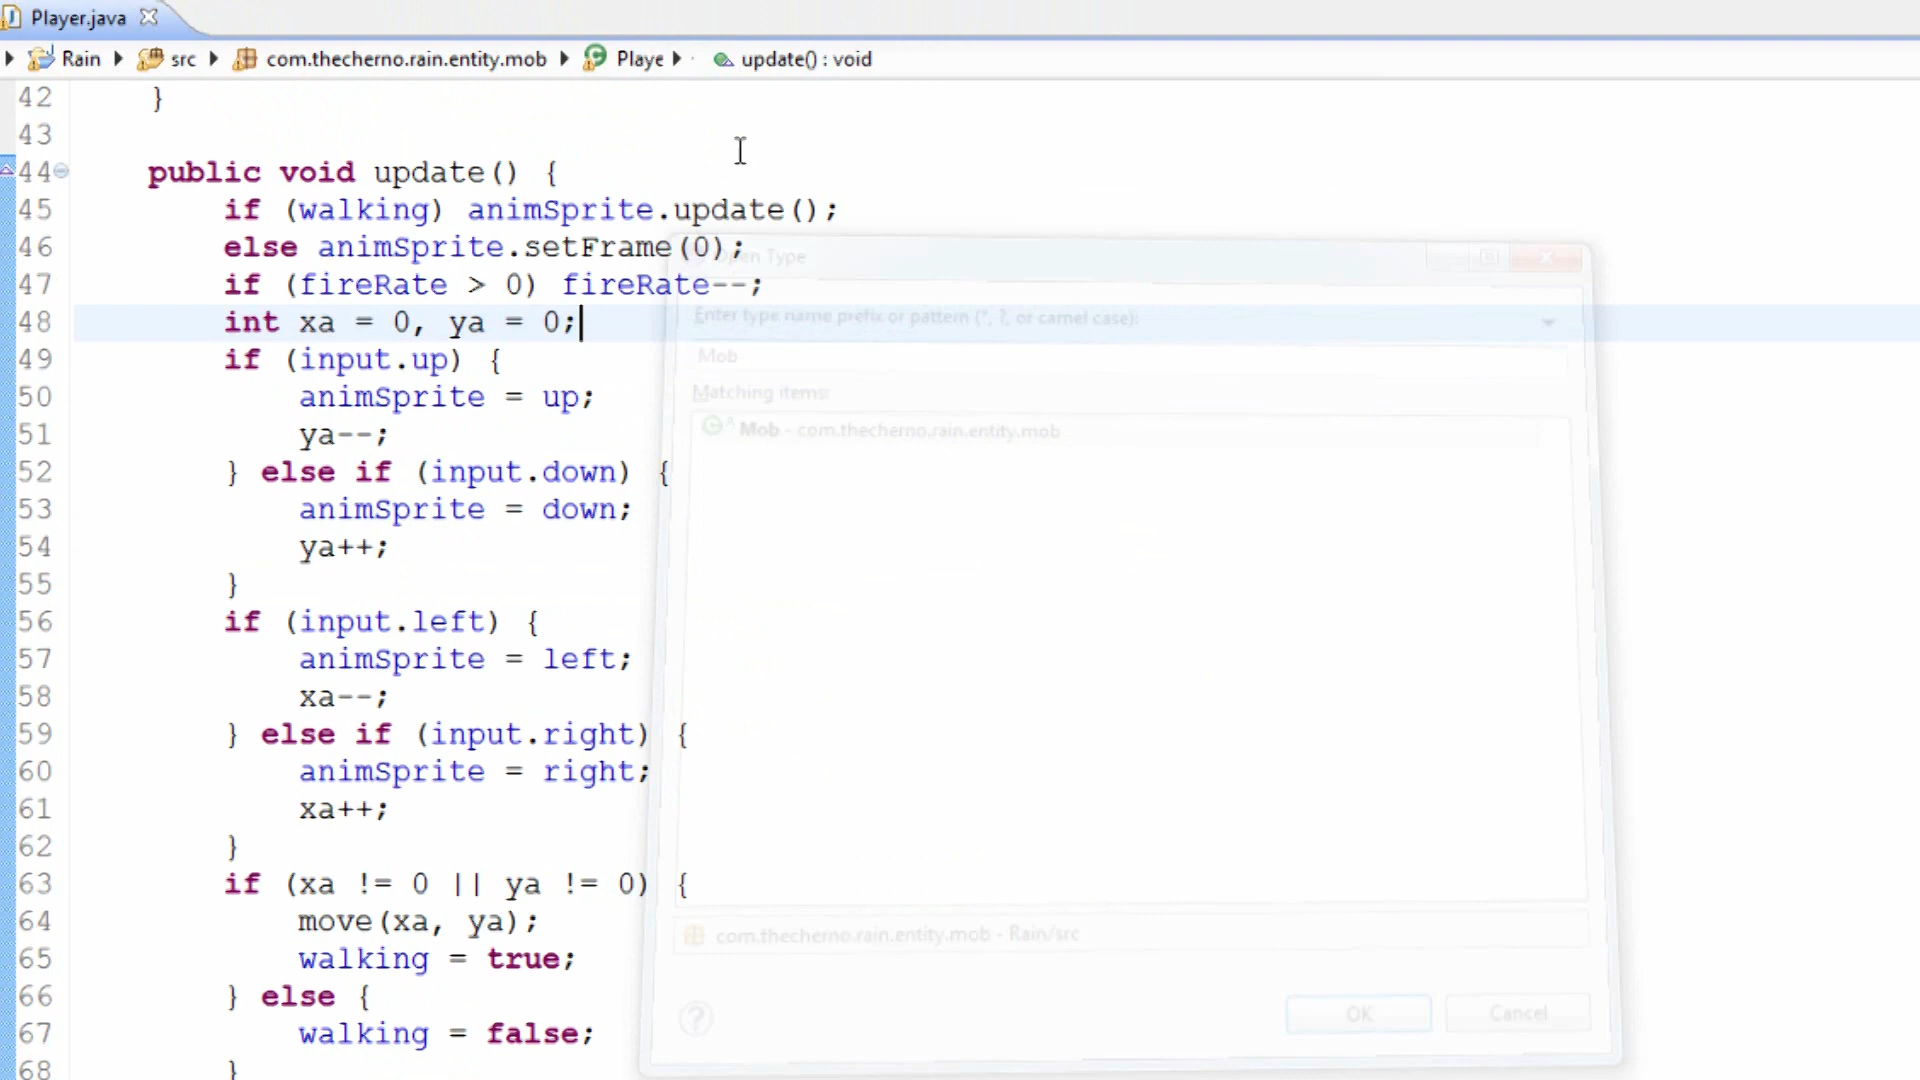 Player.java
Rain src com.thecherno.rain.entity.mob Playe update() : void
42 }
43
44 public void update() {
45 if (walking) animSprite.update();
46 else animSprite.setFrame(0);
Open Type
47 if (fireRate > 0) fireRate--;
Enter type name prefix or pattern (*, ?, or camel case):
48 int xa = 0, ya = 0;
Mob
49 if (input.up) {
Matching items:
50 animSprite = up;
Mob - com.thecherno.rain.entity.mob
51 ya--;
52 } else if (input.down) {
53 animSprite = down;
54 ya++;
55 }
56 if (input.left) {
57 animSprite = left;
58 xa--;
59 } else if (input.right) {
60 animSprite = right;
61 xa++;
62 }
63 if (xa != 0 || ya != 0) {
64 move(xa, ya);
com.thecherno.rain.entity.mob - Rain/src
65 walking = true;
66 } else {
OK Cancel
67 walking = false;
68 }